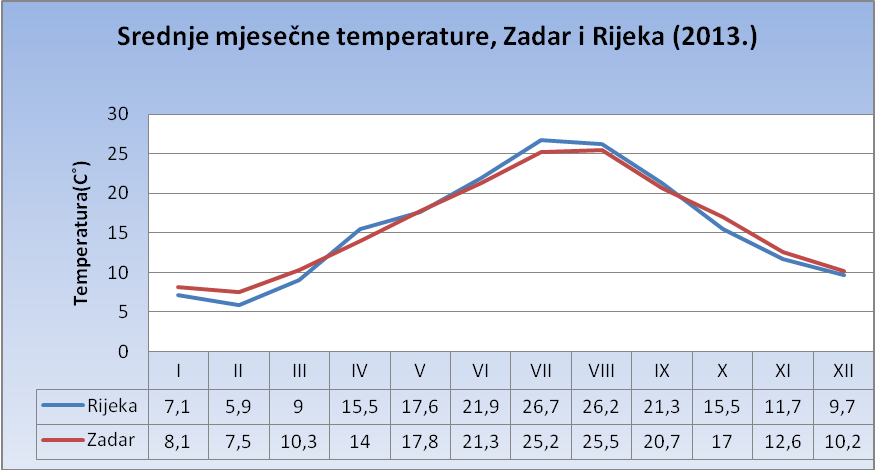 Srednje mjesečne temperature, Zadar i Rijeka (2013.)
Temperatura(C˚)
30
25
20
15
10
5
0
I II III IV V VI VII VIII IX X XI XII
Rijeka 7,1 5,9 9 15,5 17,6 21,9 26,7 26,2 21,3 15,5 11,7 9,7
Zadar 8,1 7,5 10,3 14 17,8 21,3 25,2 25,5 20,7 17 12,6 10,2